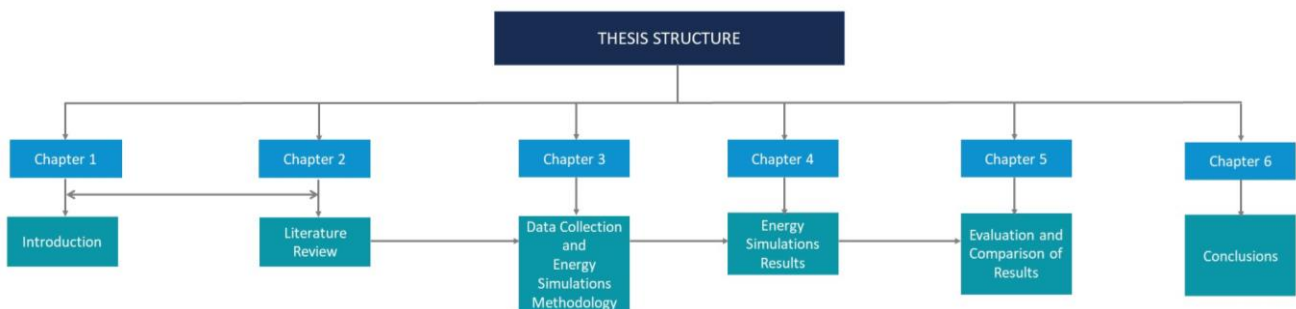 THESIS STRUCTURE
Chapter 1
Chapter 2
Chapter 3
Chapter 4
Chapter 5
Chapter 6
Introduction
Literature
Review
Data Collection
and
Energy
Simulations
Methodology
Energy
Simulations
Results
Evaluation and
Comparison of
Results
Conclusions